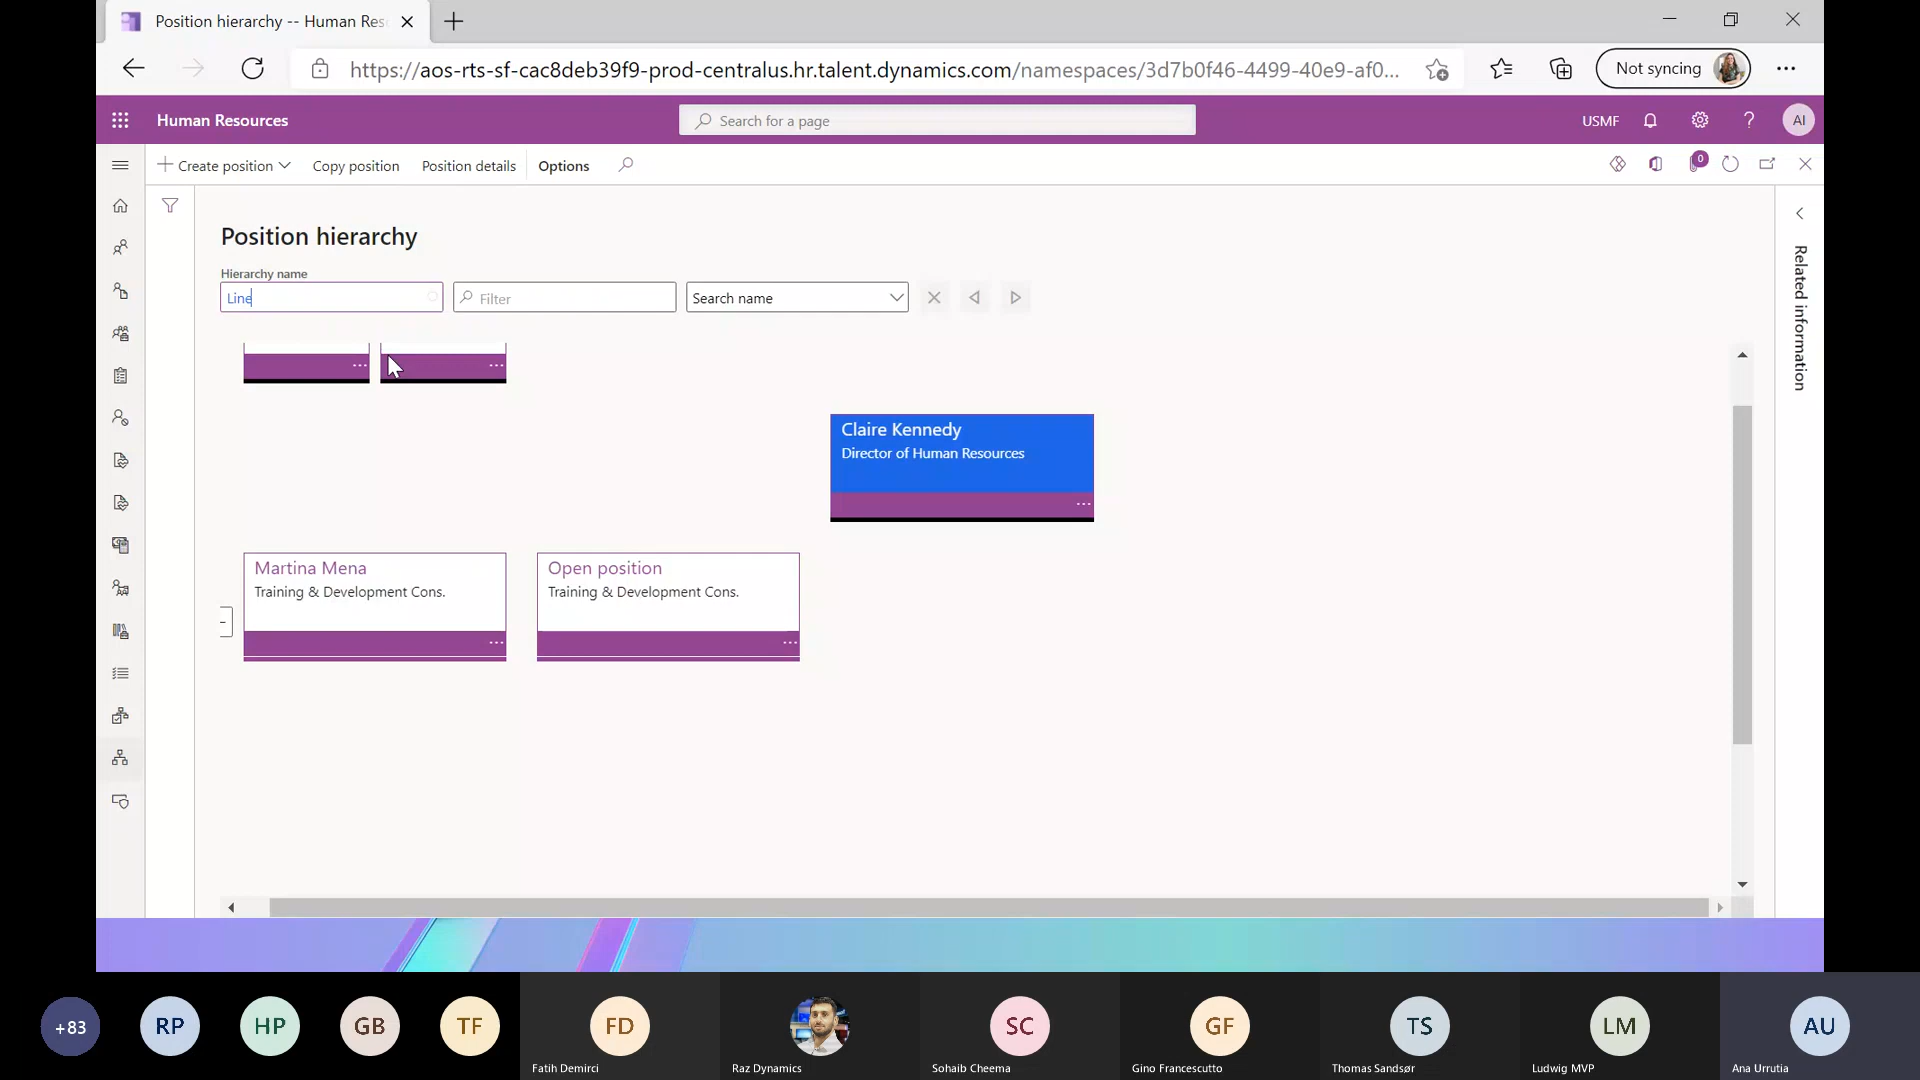 Position hierarchy -- Human Res
https://aos-rts-sf-cac8deb39f9-prod-centralus.hr.talent.dynamics.com/namespaces/3d7b0f46-4499-40e9-af0...
Not syncing
Human Resources
Search for a page
USMF
?
AI
Create position
Copy position
Position details
Options
0
Position hierarchy
Related information
Hierarchy name
Line
Filter
Search name
Claire Kennedy
Director of Human Resources
Martina Mena
Training & Development Cons.
Open position
Training & Development Cons.
+83
RP
HP
GB
TF
FD
SC
GF
TS
LM
AU
Fatih Demirci
Raz Dynamics
Sohaib Cheema
Gino Francescutto
Thomas Sandsør
Ludwig MVP
Ana Urrutia